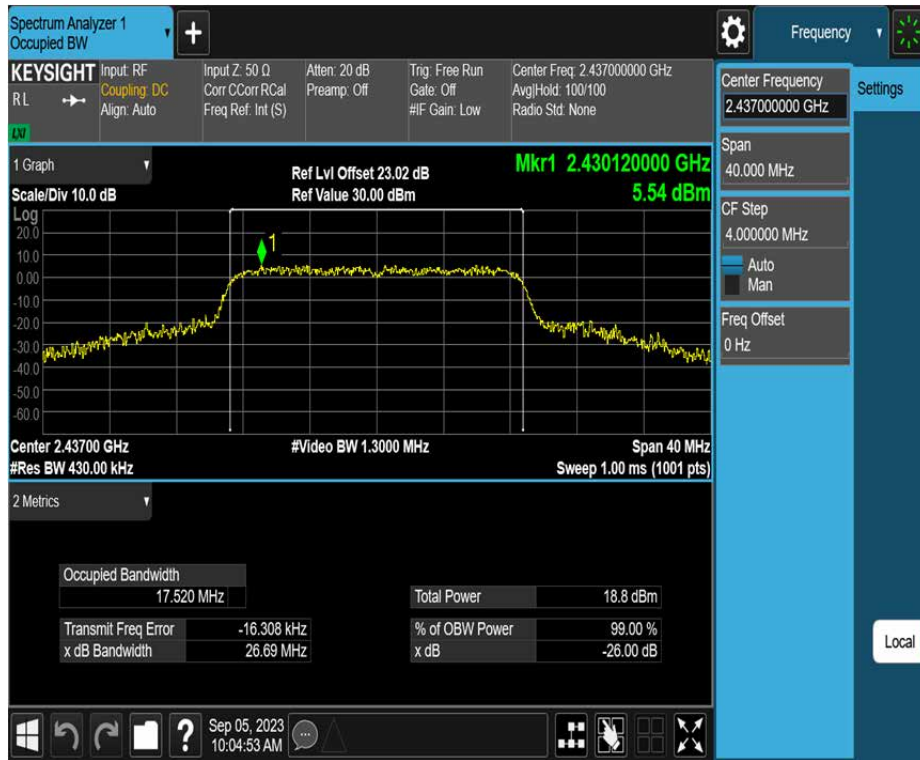 Spectrum Analyzer 1
Occupied BW
+
Frequency
KEYSIGHT
R L
LXI
Input: RF
Coupling: DC
Align: Auto
Input Z: 50 Ω
Corr CCorr RCal
Freq Ref: Int (S)
Atten: 20 dB
Preamp: Off
Trig: Free Run
Gate: Off
#IF Gain: Low
Center Freq: 2.437000000 GHz
Avg|Hold: 100/100
Radio Std: None
Center Frequency
2.437000000 GHz
Settings
Span
40.000 MHz
CF Step
4.000000 MHz
Auto
Man
Freq Offset
0 Hz
Local
1 Graph
Scale/Div 10.0 dB
Ref Lvl Offset 23.02 dB
Ref Value 30.00 dBm
Mkr1 2.430120000 GHz
5.54 dBm
Log
20.0
10.0
0.00
-10.0
-20.0
-30.0
-40.0
-50.0
-60.0
1
Center 2.43700 GHz
#Res BW 430.00 kHz
#Video BW 1.3000 MHz
Span 40 MHz
Sweep 1.00 ms (1001 pts)
2 Metrics
Occupied Bandwidth
17.520 MHz
Total Power 18.8 dBm
Transmit Freq Error -16.308 kHz
% of OBW Power 99.00 %
x dB Bandwidth 26.69 MHz
x dB -26.00 dB
?
Sep 05, 2023
10:04:53 AM